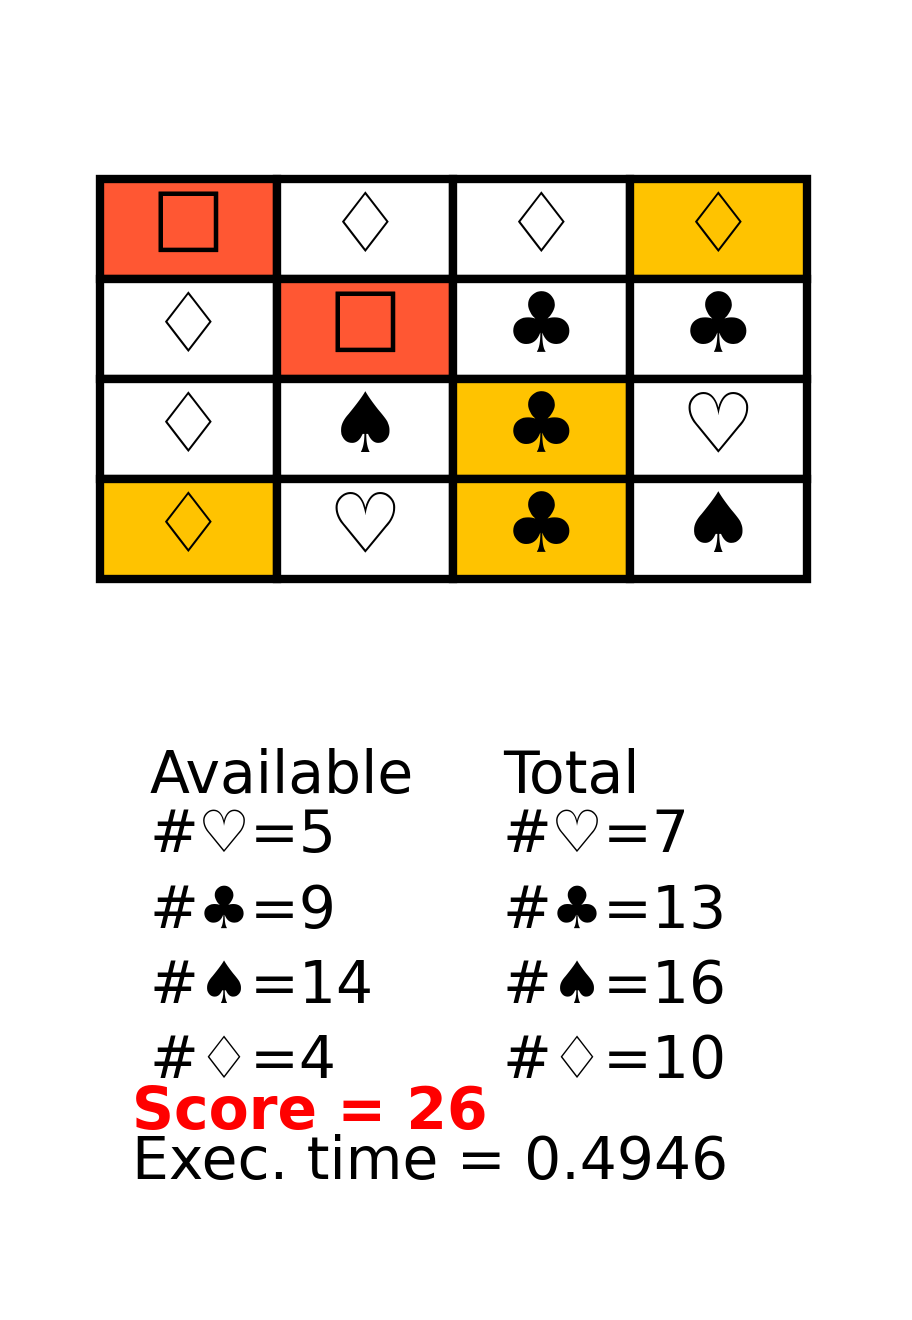 □ ♢ ♢ ♢
♢ □ ♣ ♣
♢ ♠ ♣ ♡
♢ ♡ ♣ ♠
Available Total
#♡=5 #♡=7
#♣=9 #♣=13
#♠=14 #♠=16
#♢=4 #♢=10
Score = 26
Exec. time = 0.4946